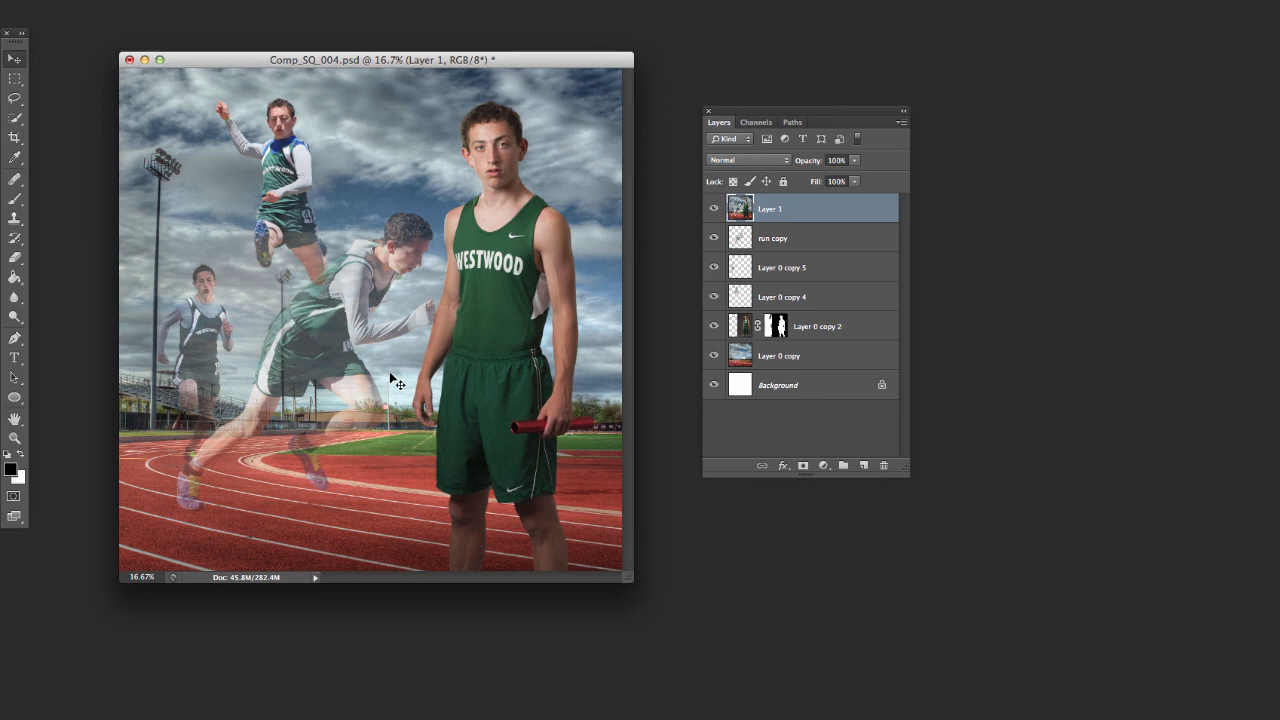 Comp_SQ_004.psd @ 16.7% (Layer 1, RGB/8*) *
WESTWOOD
16.67%
Doc: 45.8M/282.4M
Layers
Channels
Paths
Kind
Normal
Opacity: 100%
Lock:
Fill: 100%
Layer 1
run copy
Layer 0 copy 5
Layer 0 copy 4
Layer 0 copy 2
Layer 0 copy
Background